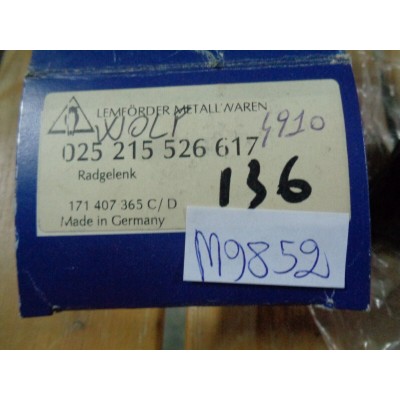 LEMFÖRDER METALLWAREN
WOLF
4910
025 215 526 617
Radgelenk
136
171 407 365 C/D
Made in Germany
M9852